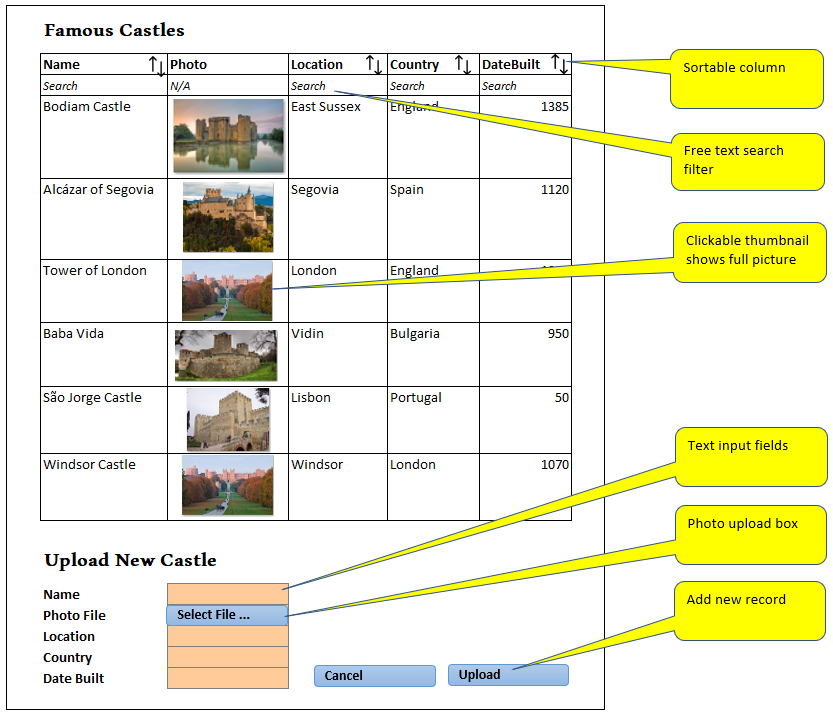 Famous Castles
Name Photo Location Country DateBuilt
Sortable column
Search N/A Search Search Search
Bodiam Castle East Sussex England 1385
Free text search
filter
Alcázar of Segovia Segovia Spain 1120
Clickable thumbnail
shows full picture
Tower of London London England
Baba Vida Vidin Bulgaria 950
São Jorge Castle Lisbon Portugal 50
Text input fields
Windsor Castle Windsor London 1070
Photo upload box
Upload New Castle
Add new record
Name
Photo File Select File ...
Location
Country
Date Built Cancel Upload